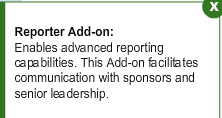 x
Reporter Add-on:
Enables advanced reporting
capabilities. This Add-on facilitates
communication with sponsors and
senior leadership.